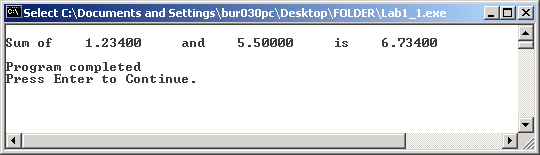 Select C:\Documents and Settings\bur030pc\Desktop\FOLDER\Lab1_1.exe
Sum of 1.23400 and 5.50000 is 6.73400
Program completed
Press Enter to Continue.